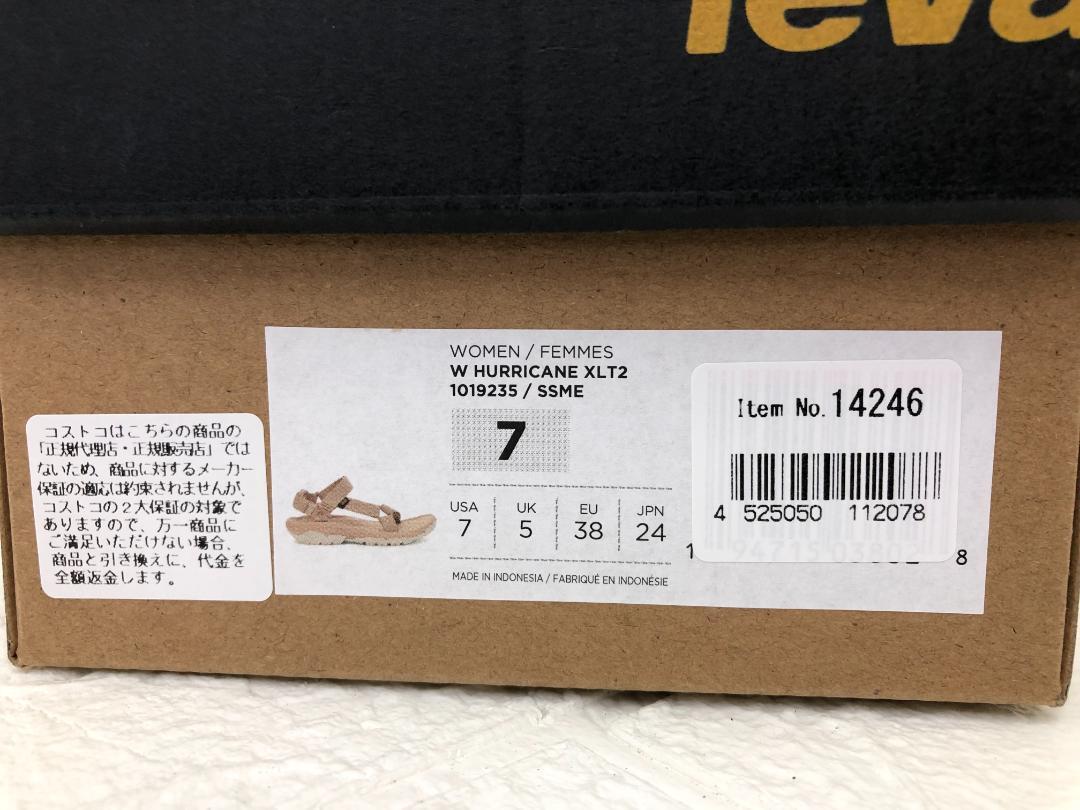 Teva
WOMEN / FEMMES
W HURRICANE XLT2
1019235 / SSME
7
USA
7
UK
5
EU
38
JPN
24
MADE IN INDONESIA / FABRIQUÉ EN INDONÉSIE
Item No. 14246
4 525050 112078
8
コストコはこちらの商品の
「正規代理店・正規販売店」では
ないため、商品に対するメーカー
保証の適応は約束されませんが、
コストコの2大保証の対象で
ありますので、万一商品に
ご満足いただけない場合、
商品と引き換えに、代金を
全額返金します。